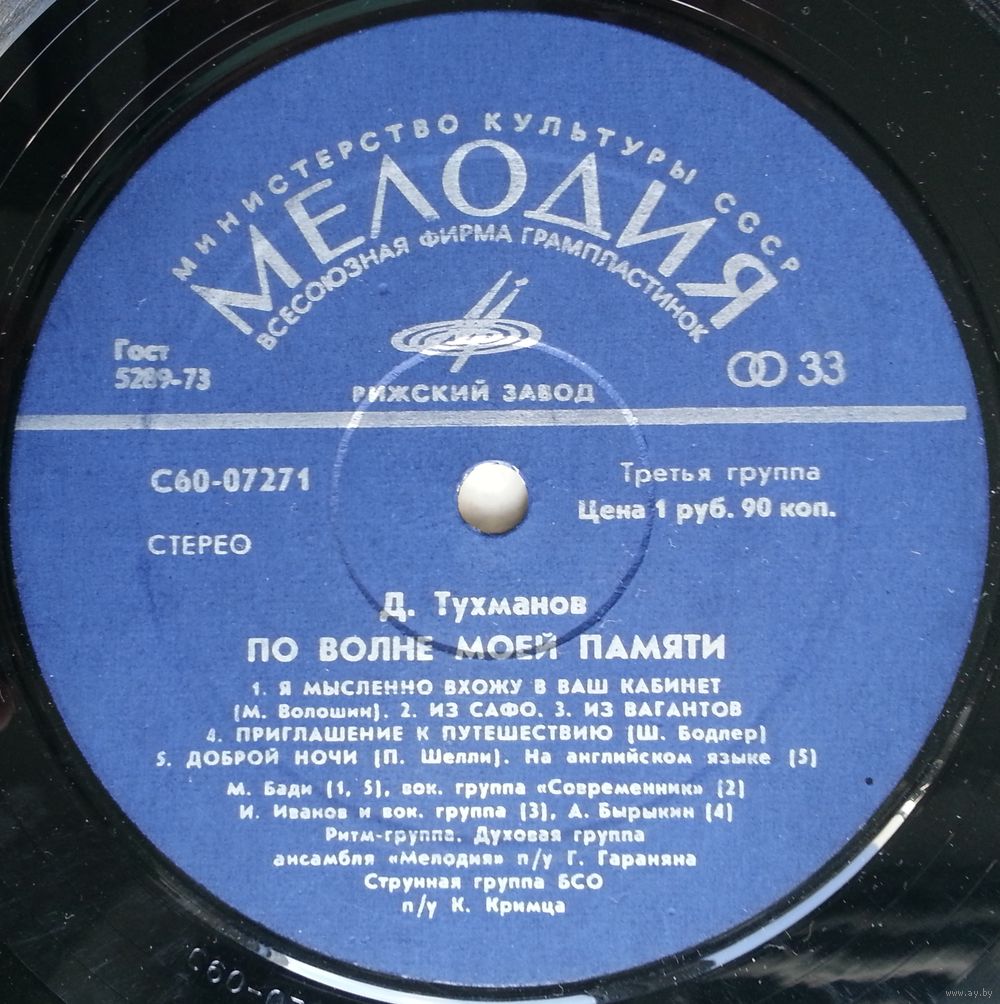 МИНИСТЕРСТВО КУЛЬТУРЫ СССР
МЕЛОДИЯ
ВСЕСОЮЗНАЯ ФИРМА ГРАМПЛАСТИНОК
Гост
5289-73
РИЖСКИЙ ЗАВОД
33
С60-07271
Третья группа
Цена 1 руб. 90 коп.
СТЕРЕО
Д. Тухманов
ПО ВОЛНЕ МОЕЙ ПАМЯТИ
1. Я МЫСЛЕННО ВХОЖУ В ВАШ КАБИНЕТ
(М. Волошин). 2. ИЗ САФО. 3. ИЗ ВАГАНТОВ
4. ПРИГЛАШЕНИЕ К ПУТЕШЕСТВИЮ (Ш. Бодлер)
5. ДОБРОЙ НОЧИ (П. Шелли). На английском языке (5)
М. Бади (1, 5), вок. группа «Современник» (2)
И. Иванов и вок. группа (3), А. Бырыкин (4)
Ритм-группа. Духовая группа
ансамбля «Мелодия» п/у Г. Гараняна
Струнная группа БСО
п/у К. Кримца
www.ay.by